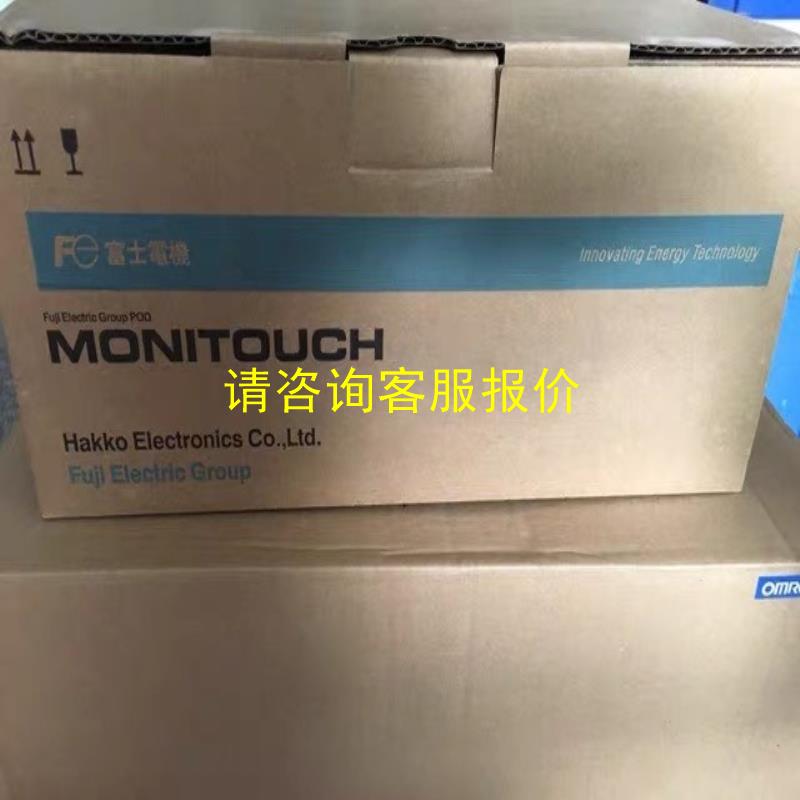 Fe 富士電機
Innovating Energy Technology
Fuji Electric Group POD
MONITOUCH
请咨询客服报价
Hakko Electronics Co.,Ltd.
Fuji Electric Group